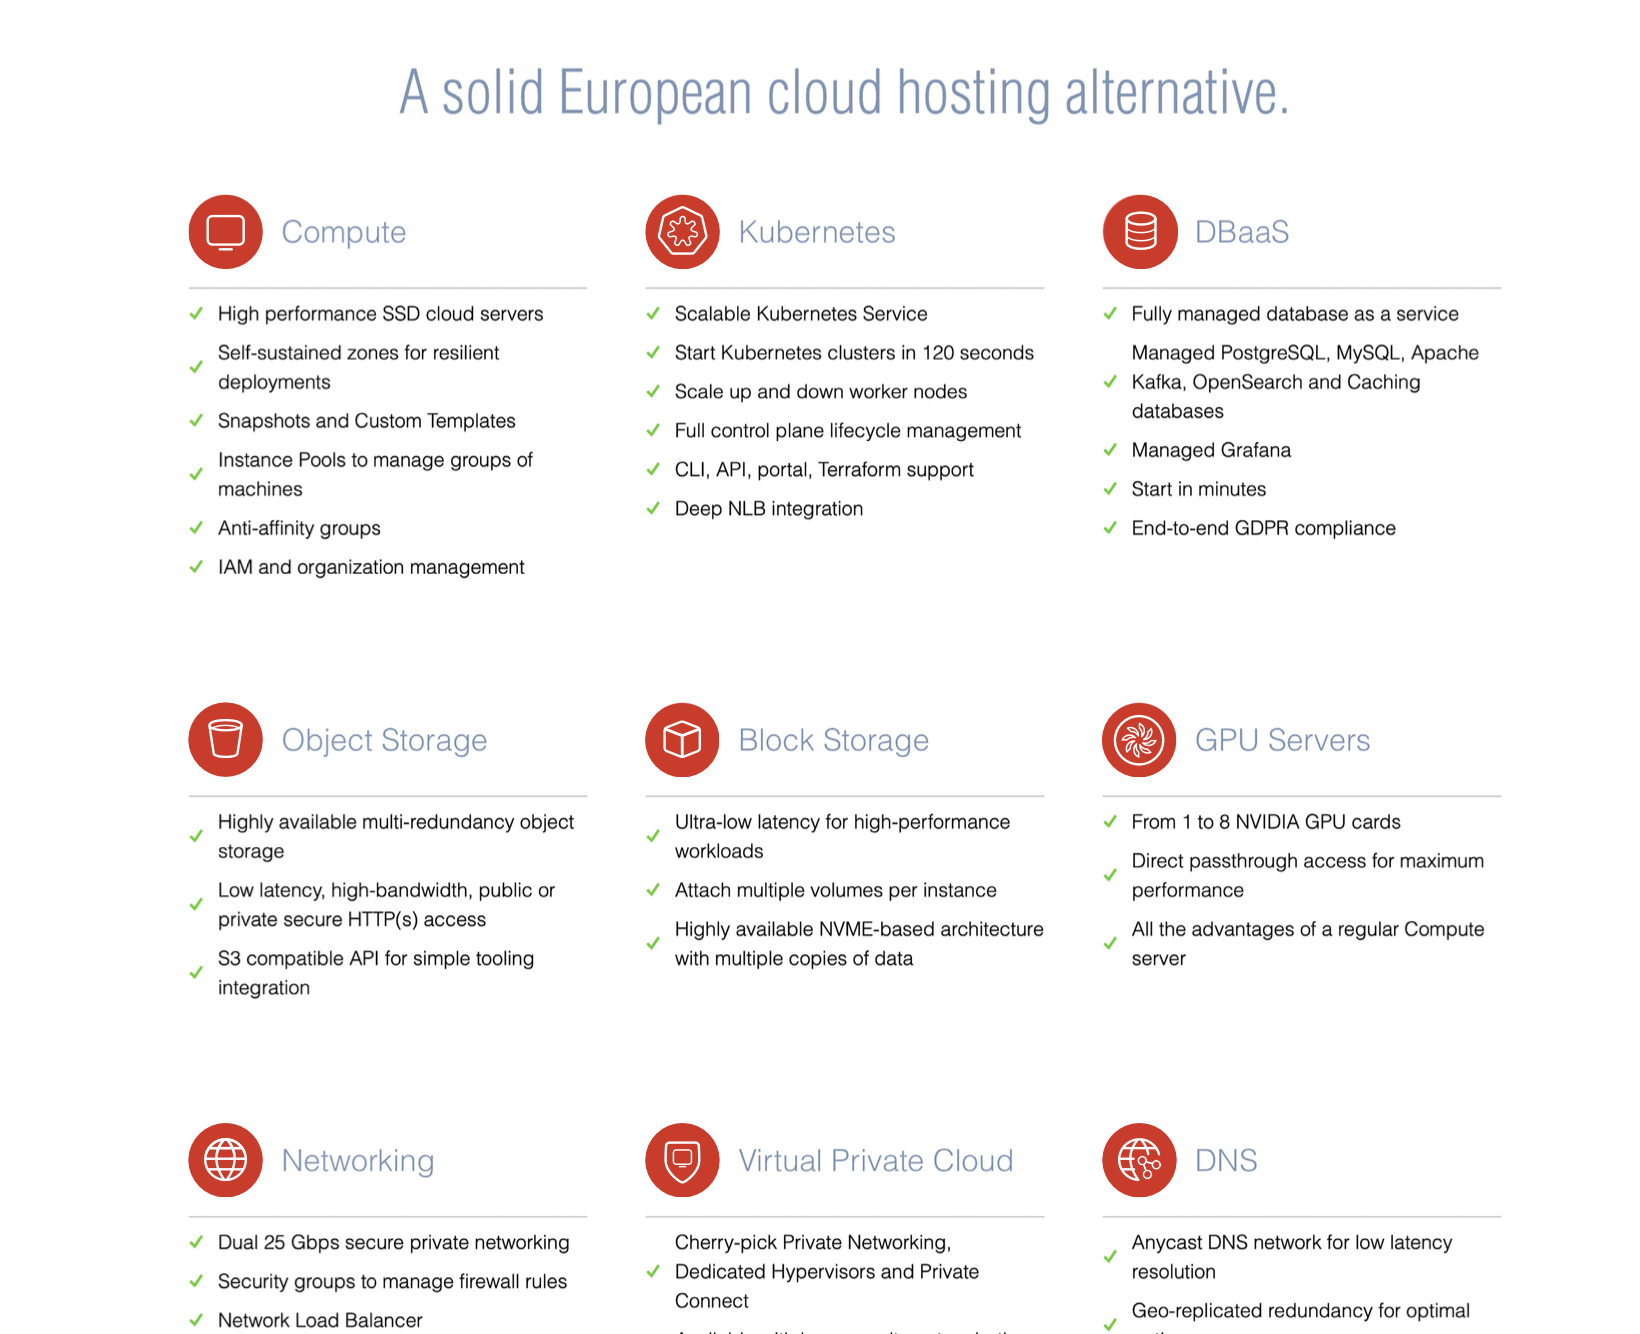 A solid European cloud hosting alternative.
Compute
High performance SSD cloud servers
Self-sustained zones for resilient
deployments
Snapshots and Custom Templates
Instance Pools to manage groups of
machines
Anti-affinity groups
IAM and organization management
Kubernetes
Scalable Kubernetes Service
Start Kubernetes clusters in 120 seconds
Scale up and down worker nodes
Full control plane lifecycle management
CLI, API, portal, Terraform support
Deep NLB integration
DBaaS
Fully managed database as a service
Managed PostgreSQL, MySQL, Apache
Kafka, OpenSearch and Caching
databases
Managed Grafana
Start in minutes
End-to-end GDPR compliance
Object Storage
Highly available multi-redundancy object
storage
Low latency, high-bandwidth, public or
private secure HTTP(s) access
S3 compatible API for simple tooling
integration
Block Storage
Ultra-low latency for high-performance
workloads
Attach multiple volumes per instance
Highly available NVME-based architecture
with multiple copies of data
GPU Servers
From 1 to 8 NVIDIA GPU cards
Direct passthrough access for maximum
performance
All the advantages of a regular Compute
server
Networking
Dual 25 Gbps secure private networking
Security groups to manage firewall rules
Network Load Balancer
Virtual Private Cloud
Cherry-pick Private Networking,
Dedicated Hypervisors and Private
Connect
DNS
Anycast DNS network for low latency
resolution
Geo-replicated redundancy for optimal